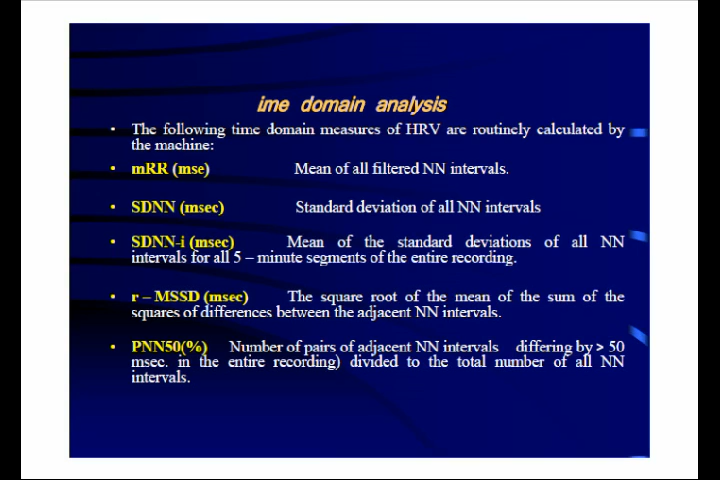 ime domain analysis
• The following time domain measures of HRV are routinely calculated by
the machine:
• mRR (mse) Mean of all filtered NN intervals.
• SDNN (msec) Standard deviation of all NN intervals
• SDNN-i (msec) Mean of the standard deviations of all NN
intervals for all 5 – minute segments of the entire recording.
• r – MSSD (msec) The square root of the mean of the sum of the
squares of differences between the adjacent NN intervals.
• PNN50(%) Number of pairs of adjacent NN intervals differing by > 50
msec. in the entire recording) divided to the total number of all NN
intervals.